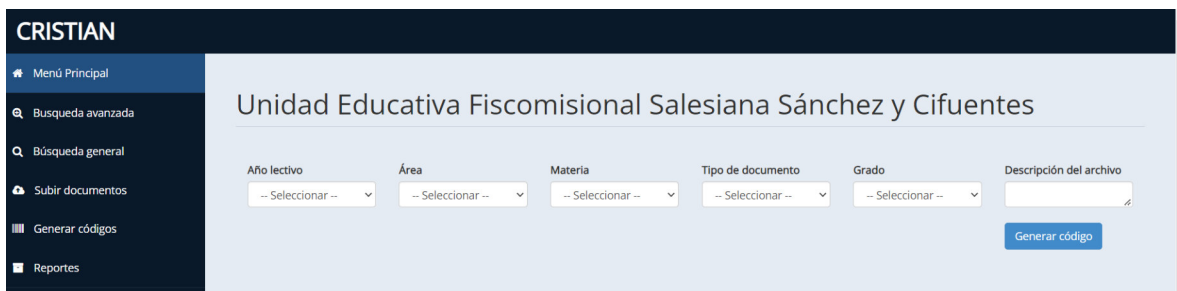 CRISTIAN
Menú Principal
Busqueda avanzada
Búsqueda general
Subir documentos
Generar códigos
Reportes
Unidad Educativa Fiscomisional Salesiana Sánchez y Cifuentes
Año lectivo Área Materia Tipo de documento Grado Descripción del archivo
-- Seleccionar -- -- Seleccionar -- -- Seleccionar -- -- Seleccionar -- -- Seleccionar --
Generar código